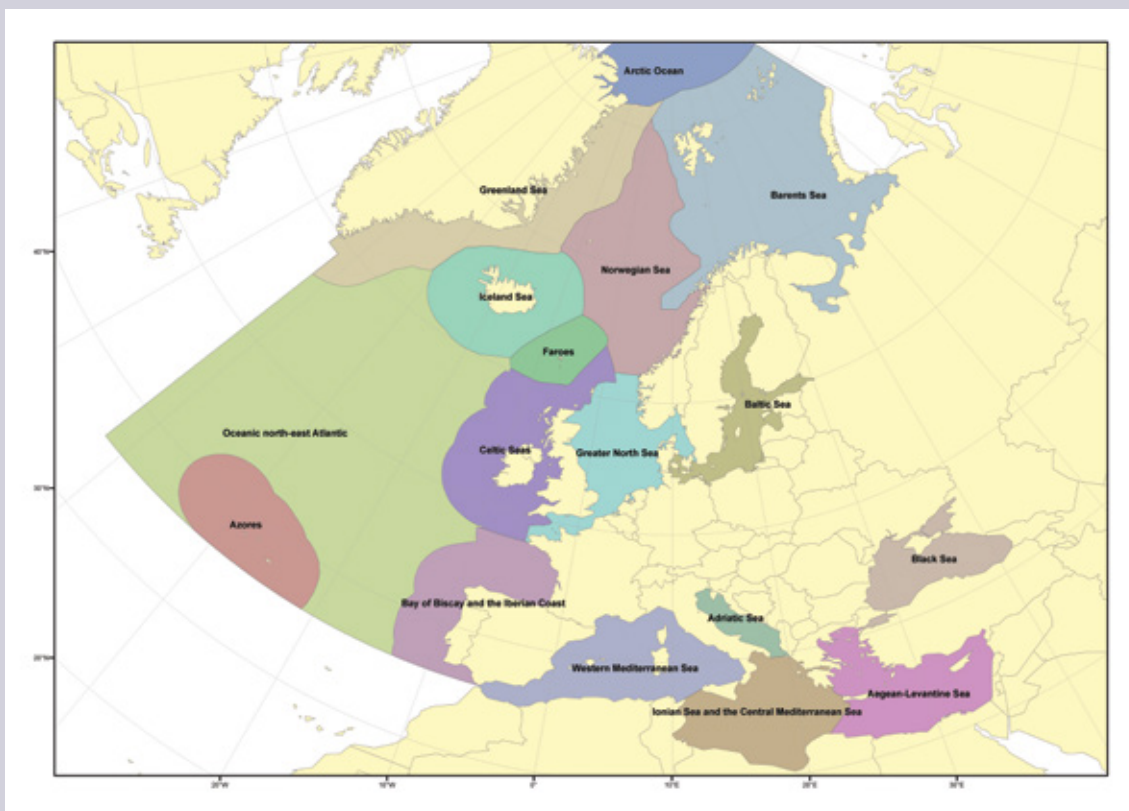 Arctic Ocean
Greenland Sea
Barents Sea
Norwegian Sea
Iceland Sea
Faroes
Baltic Sea
Oceanic north-east Atlantic
Celtic Seas
Greater North Sea
Azores
Black Sea
Bay of Biscay and the Iberian Coast
Adriatic Sea
Western Mediterranean Sea
Aegean-Levantine Sea
Ionian Sea and the Central Mediterranean Sea
20°W
10°W
0°
10°E
20°E